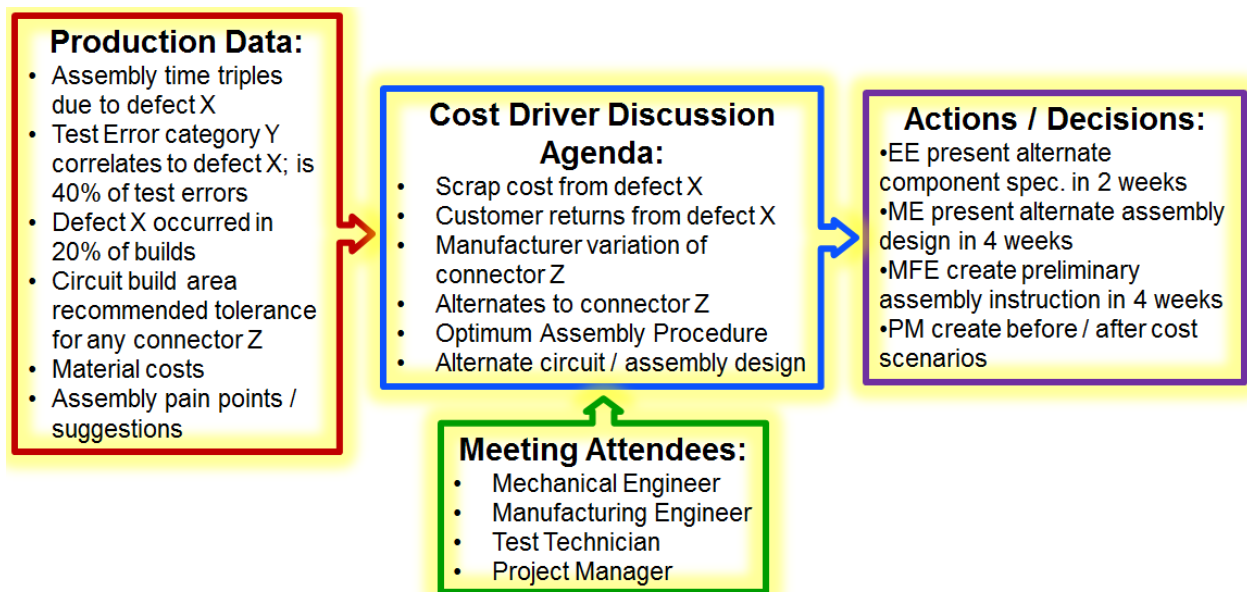 Production Data:
• Assembly time triples
due to defect X
• Test Error category Y
correlates to defect X; is
40% of test errors
• Defect X occurred in
20% of builds
• Circuit build area
recommended tolerance
for any connector Z
• Material costs
• Assembly pain points /
suggestions
Cost Driver Discussion
Agenda:
• Scrap cost from defect X
• Customer returns from defect X
• Manufacturer variation of
connector Z
• Alternates to connector Z
• Optimum Assembly Procedure
• Alternate circuit / assembly design
Meeting Attendees:
• Mechanical Engineer
• Manufacturing Engineer
• Test Technician
• Project Manager
Actions / Decisions:
•EE present alternate
component spec. in 2 weeks
•ME present alternate assembly
design in 4 weeks
•MFE create preliminary
assembly instruction in 4 weeks
•PM create before / after cost
scenarios